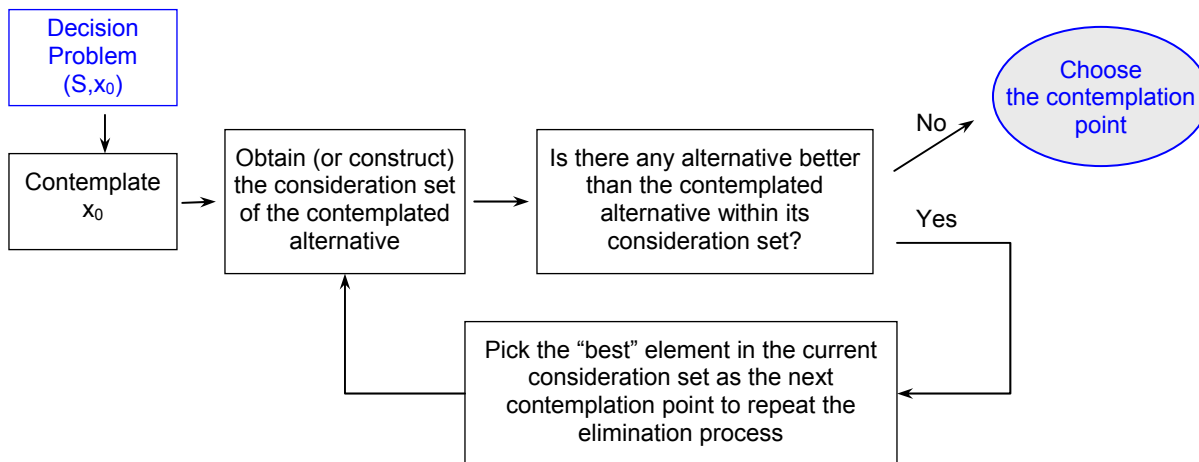 Decision
Problem
(S,x₀)
Contemplate
x₀
Obtain (or construct)
the consideration set
of the contemplated
alternative
Is there any alternative better
than the contemplated
alternative within its
consideration set?
No
Yes
Choose
the contemplation
point
Pick the “best” element in the current
consideration set as the next
contemplation point to repeat the
elimination process